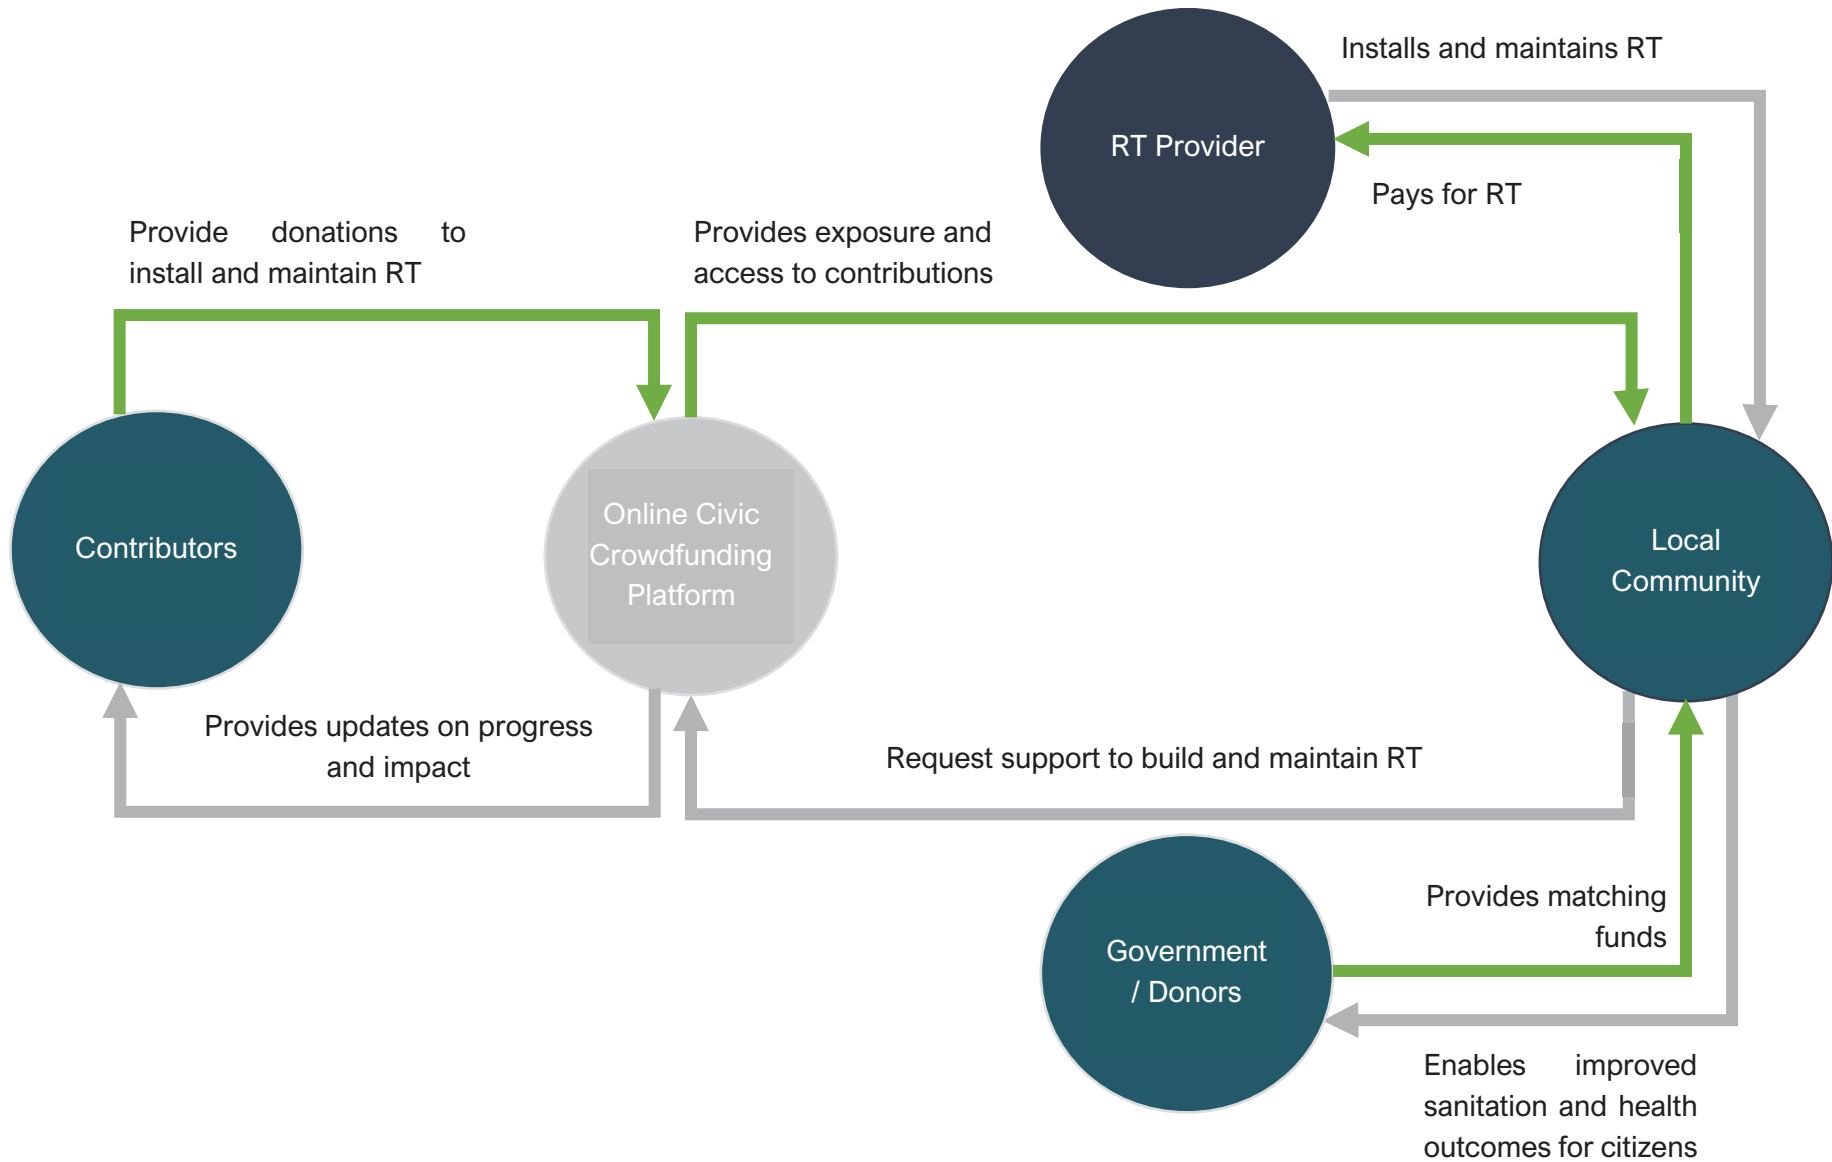 Installs and maintains RT
RT Provider
Pays for RT
Provide donations to
install and maintain RT
Provides exposure and
access to contributions
Contributors
Online Civic
Crowdfunding
Platform
Local
Community
Provides updates on progress
and impact
Request support to build and maintain RT
Government
/ Donors
Provides matching
funds
Enables improved
sanitation and health
outcomes for citizens